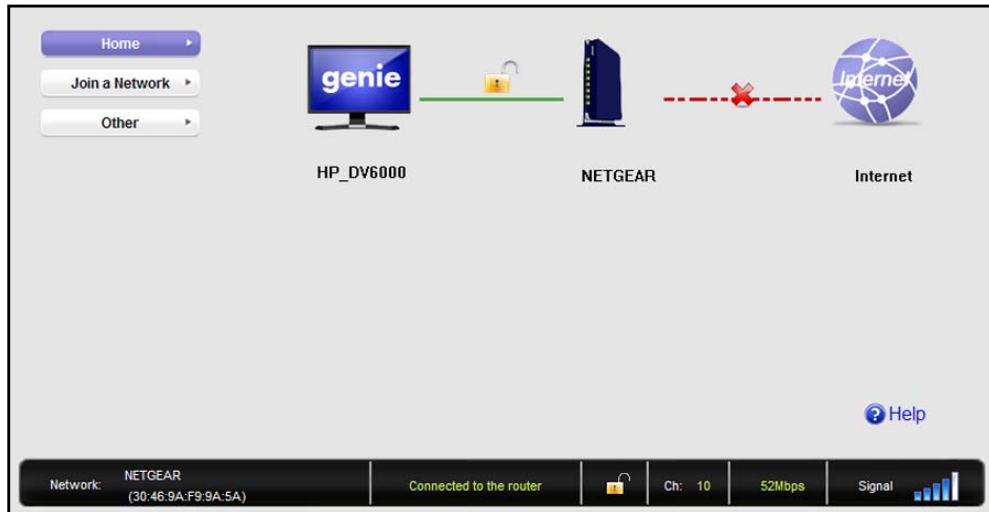 Home
Join a Network
Other
genie
Internet
HP_DV6000
NETGEAR
Internet
Help
Network:
NETGEAR
(30:46:9A:F9:9A:5A)
Connected to the router
Ch: 10
52Mbps
Signal